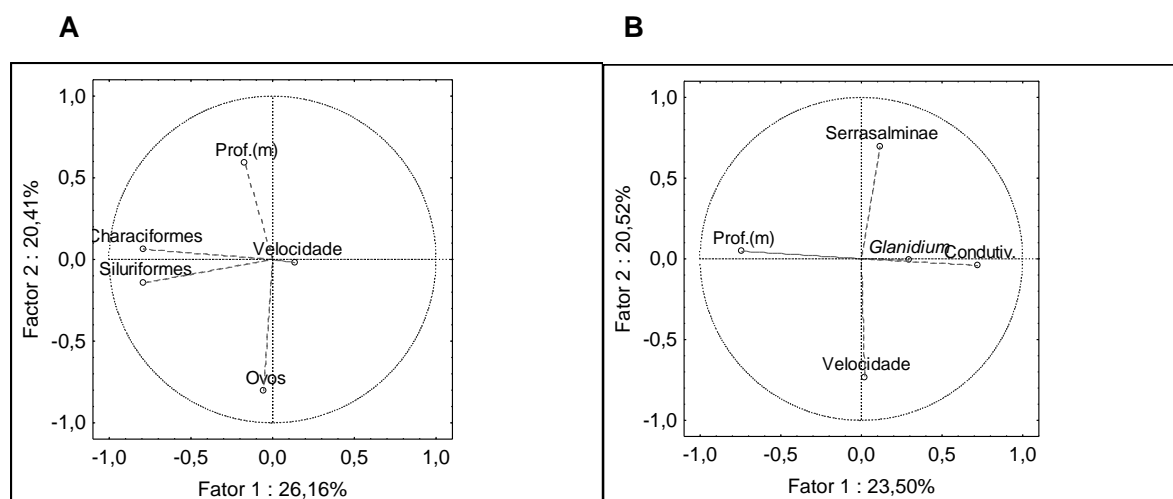 A
1,0
0,5
0,0
-0,5
-1,0
Factor 2 : 20,41%
Prof.(m)
Characiformes
Velocidade
Siluriformes
Ovos
-1,0 -0,5 0,0 0,5 1,0
Fator 1 : 26,16%
B
1,0
0,5
0,0
-0,5
-1,0
Fator 2 : 20,52%
Serrasalminae
Prof.(m)
Glanidium
Condutiv.
Velocidade
-1,0 -0,5 0,0 0,5 1,0
Fator 1 : 23,50%